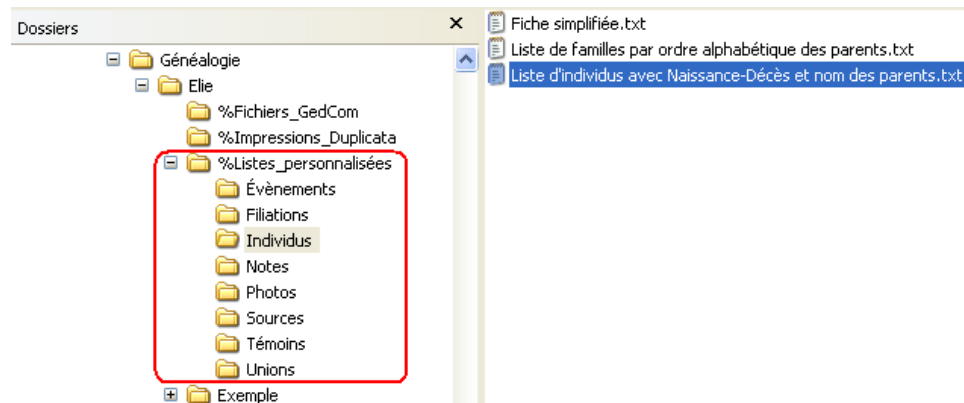 Dossiers
Généalogie
Elie
%Fichiers_GedCom
%Impressions_Duplicata
%Listes_personnalisées
Évènements
Filiations
Individus
Notes
Photos
Sources
Témoins
Unions
Exemple
Fiche simplifiée.txt
Liste de familles par ordre alphabétique des parents.txt
Liste d'individus avec Naissance-Décès et nom des parents.txt